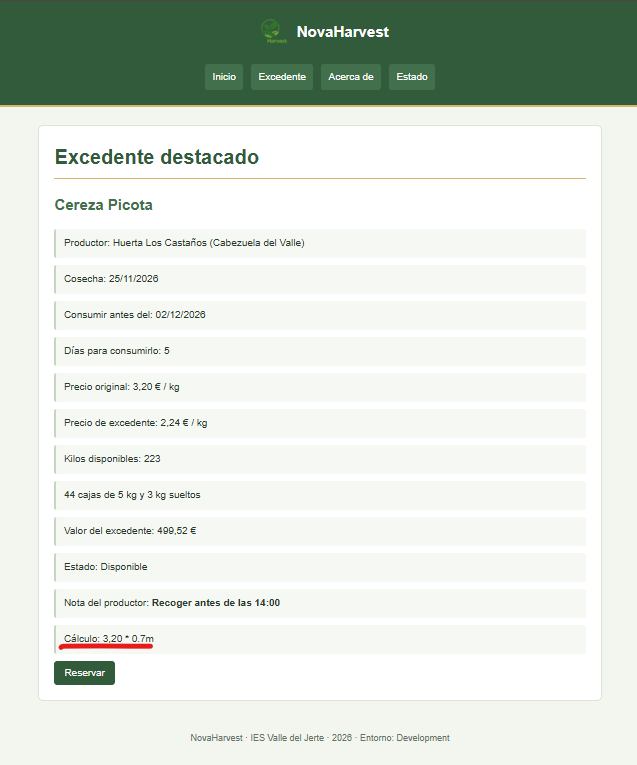 Harvest
NovaHarvest
Inicio
Excedente
Acerca de
Estado
Excedente destacado
Cereza Picota
Productor: Huerta Los Castaños (Cabezuela del Valle)
Cosecha: 25/11/2026
Consumir antes del: 02/12/2026
Días para consumirlo: 5
Precio original: 3,20 € / kg
Precio de excedente: 2,24 € / kg
Kilos disponibles: 223
44 cajas de 5 kg y 3 kg sueltos
Valor del excedente: 499,52 €
Estado: Disponible
Nota del productor: Recoger antes de las 14:00
Cálculo: 3,20 * 0.7m
Reservar
NovaHarvest · IES Valle del Jerte · 2026 · Entorno: Development